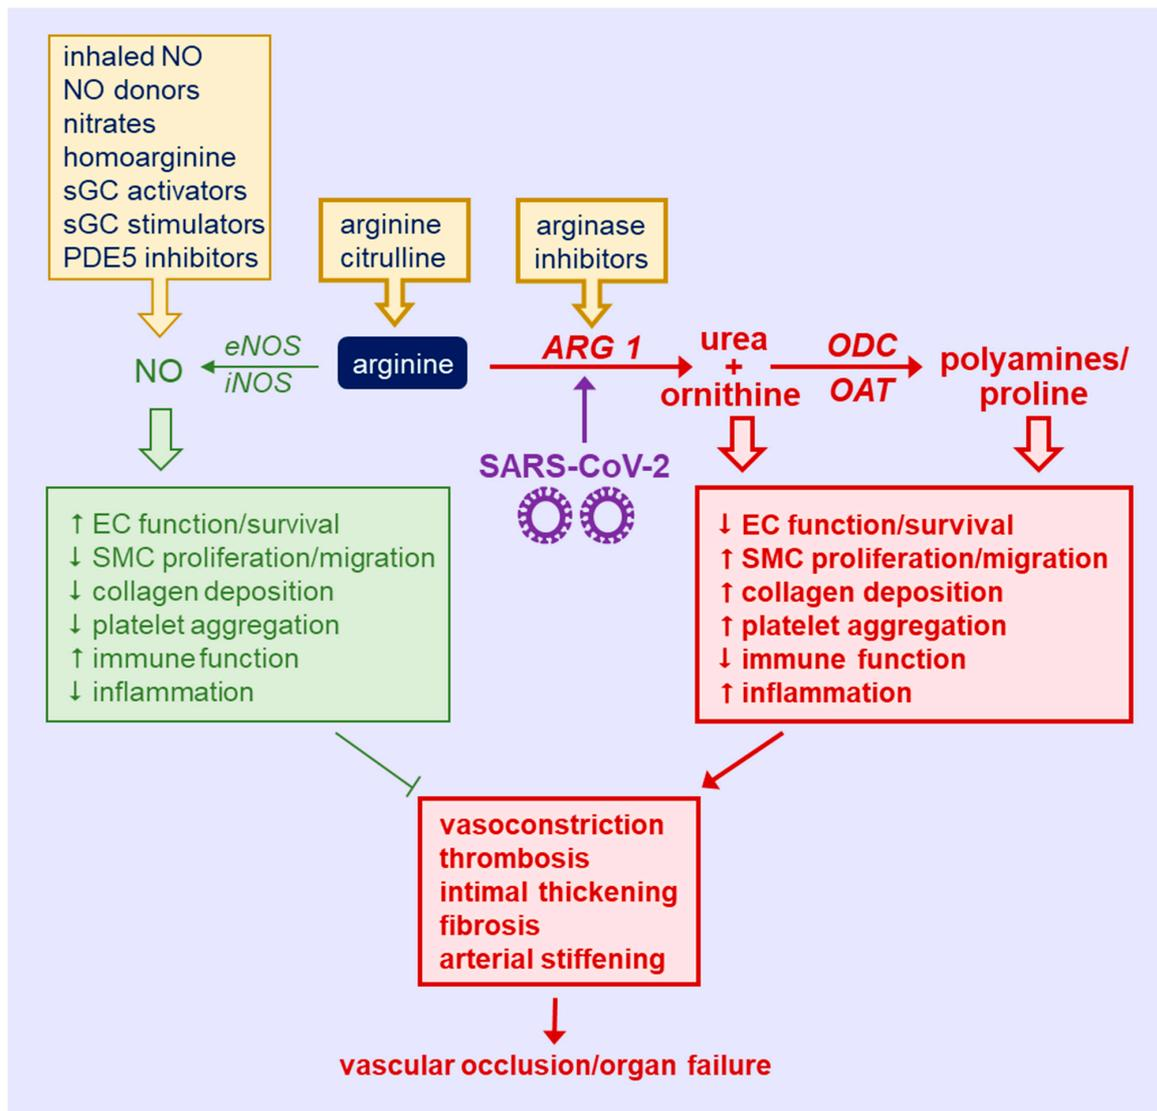 inhaled NO
NO donors
nitrates
homoarginine
sGC activators
sGC stimulators
PDE5 inhibitors
arginine
citrulline
arginase
inhibitors
NO
eNOS
iNOS
arginine
ARG 1
urea
+
ornithine
ODC
OAT
polyamines/
proline
SARS-CoV-2
↑ EC function/survival
↓ SMC proliferation/migration
↓ collagen deposition
↓ platelet aggregation
↑ immune function
↓ inflammation
↓ EC function/survival
↑ SMC proliferation/migration
↑ collagen deposition
↑ platelet aggregation
↓ immune function
↑ inflammation
vasoconstriction
thrombosis
intimal thickening
fibrosis
arterial stiffening
vascular occlusion/organ failure